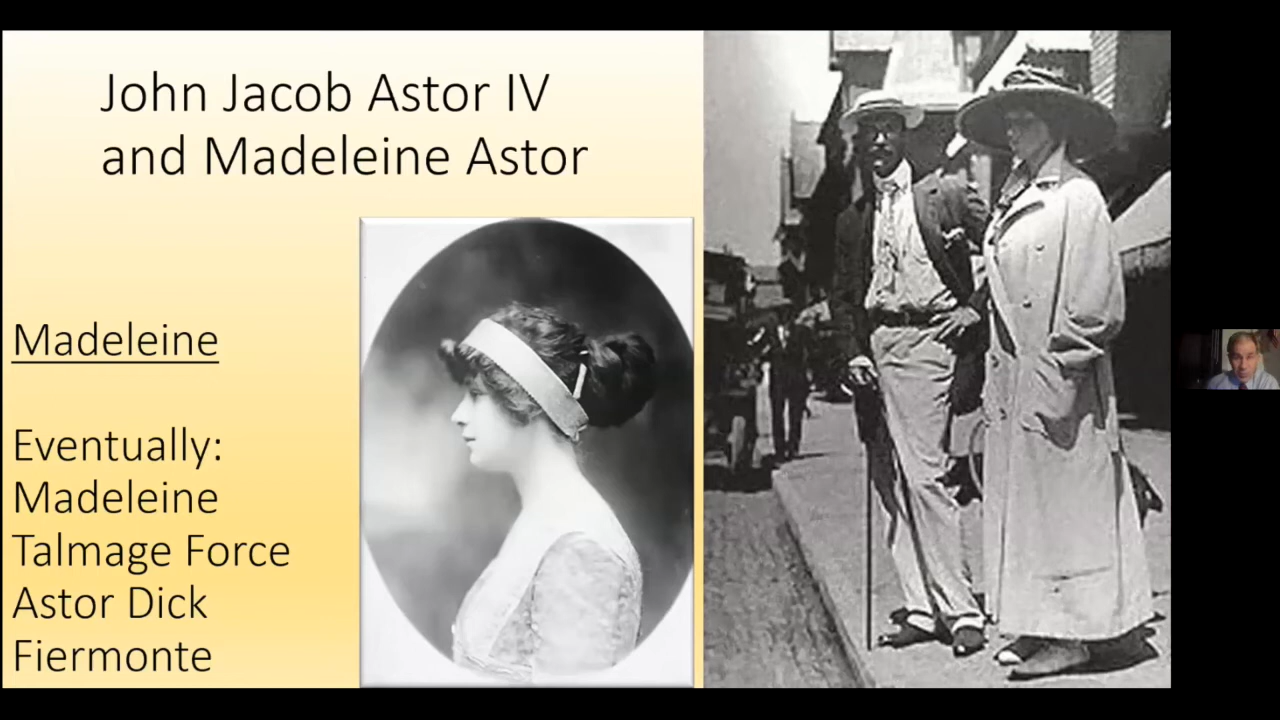 John Jacob Astor IV
and Madeleine Astor
Madeleine
Eventually:
Madeleine
Talmage Force
Astor Dick
Fiermonte